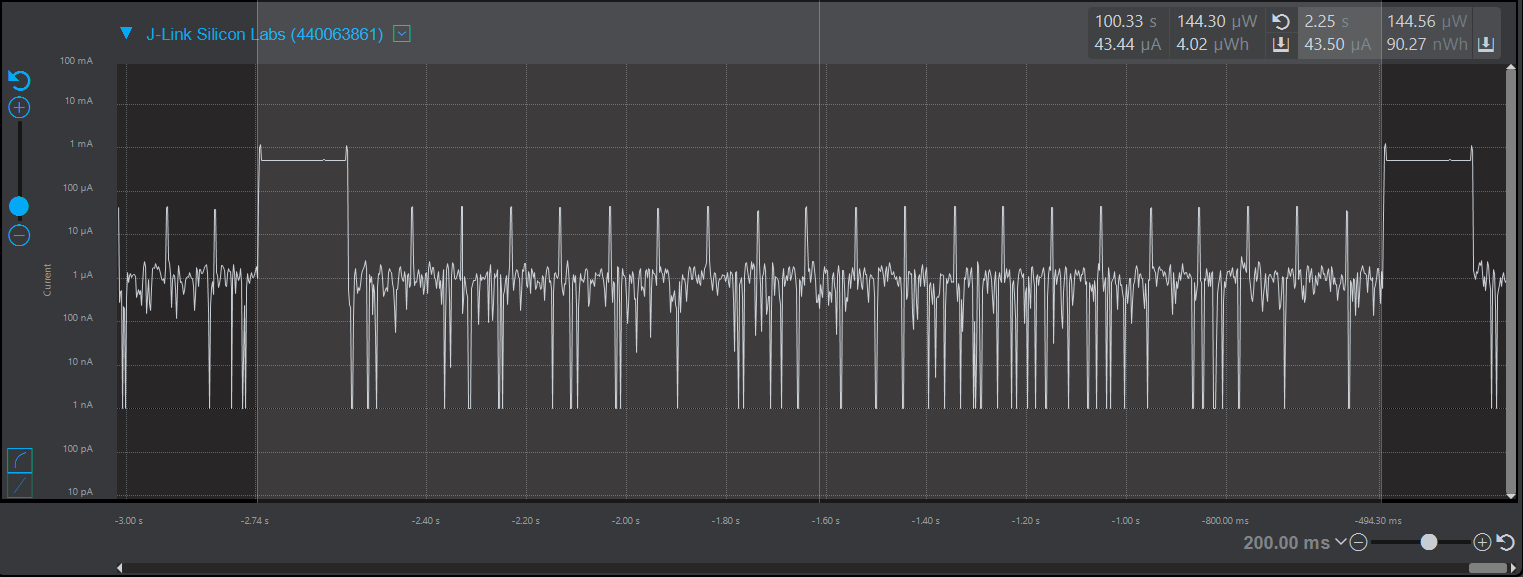 J-Link Silicon Labs (440063861)
100.33 s 144.30 µW 2.25 s 144.56 µW
43.44 µA 4.02 µWh 43.50 µA 90.27 nWh
100 mA
10 mA
1 mA
100 µA
10 µA
1 µA
100 nA
10 nA
1 nA
100 pA
10 pA
Current
-3.00 s -2.74 s -2.40 s -2.20 s -2.00 s -1.80 s -1.60 s -1.40 s -1.20 s -1.00 s -800.00 ms -494.30 ms
200.00 ms